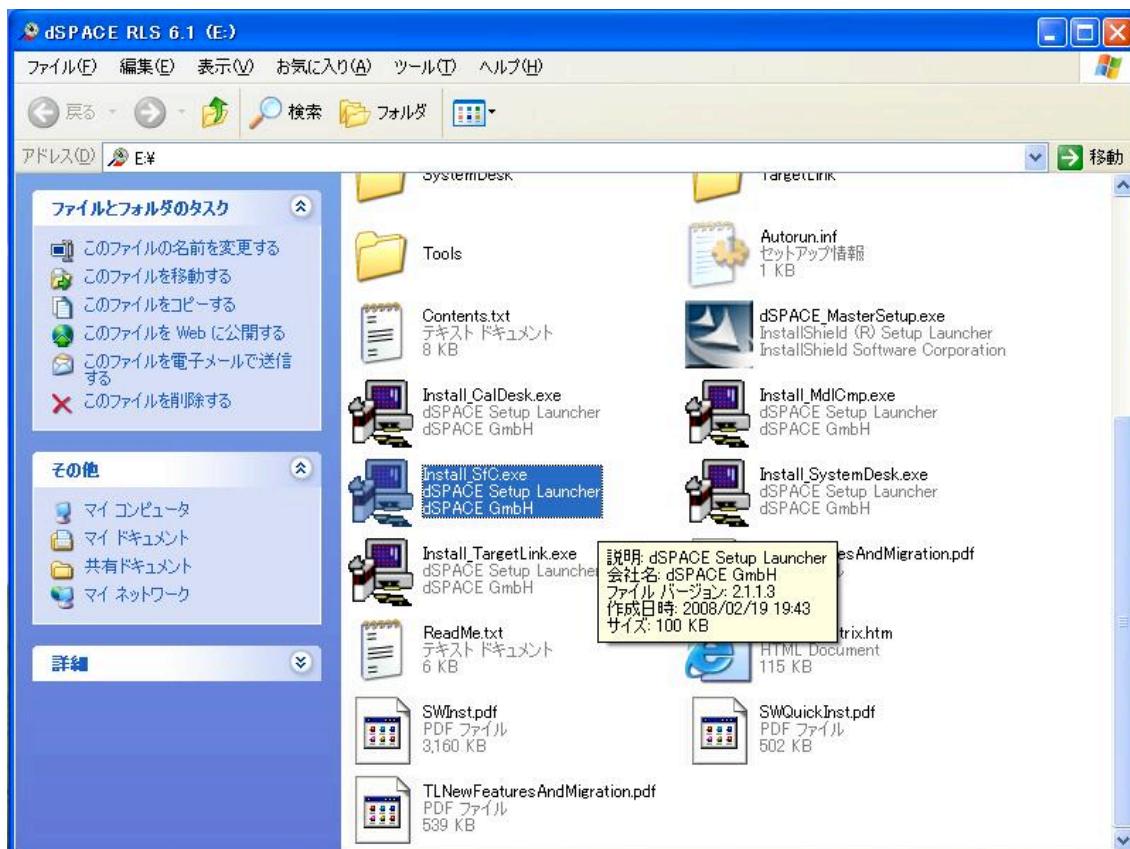 dSPACE RLS 6.1 (E:)
ファイル(F) 編集(E) 表示(V) お気に入り(A) ツール(T) ヘルプ(H)
戻る 検索 フォルダ
アドレス(D) E:¥ 移動
ファイルとフォルダのタスク
このファイルの名前を変更する
このファイルを移動する
このファイルをコピーする
このファイルを Web に公開する
このファイルを電子メールで送信
する
このファイルを削除する
その他
マイ コンピュータ
マイ ドキュメント
共有ドキュメント
マイ ネットワーク
詳細
SystemDesk
TargetLink
Tools
Autorun.inf
セットアップ情報
1 KB
Contents.txt
テキスト ドキュメント
8 KB
dSPACE_MasterSetup.exe
InstallShield (R) Setup Launcher
InstallShield Software Corporation
Install_CalDesk.exe
dSPACE Setup Launcher
dSPACE GmbH
Install_MdlCmp.exe
dSPACE Setup Launcher
dSPACE GmbH
Install_SfC.exe
dSPACE Setup Launcher
dSPACE GmbH
Install_SystemDesk.exe
dSPACE Setup Launcher
dSPACE GmbH
Install_TargetLink.exe
dSPACE Setup Launcher
dSPACE GmbH
esAndMigration.pdf
説明: dSPACE Setup Launcher
会社名: dSPACE GmbH
ファイル バージョン: 2.1.1.3
作成日時: 2008/02/19 19:43
サイズ: 100 KB
ReadMe.txt
テキスト ドキュメント
6 KB
trix.htm
HTML Document
115 KB
SWInst.pdf
PDF ファイル
3,160 KB
SWQuickInst.pdf
PDF ファイル
502 KB
TLNewFeaturesAndMigration.pdf
PDF ファイル
539 KB